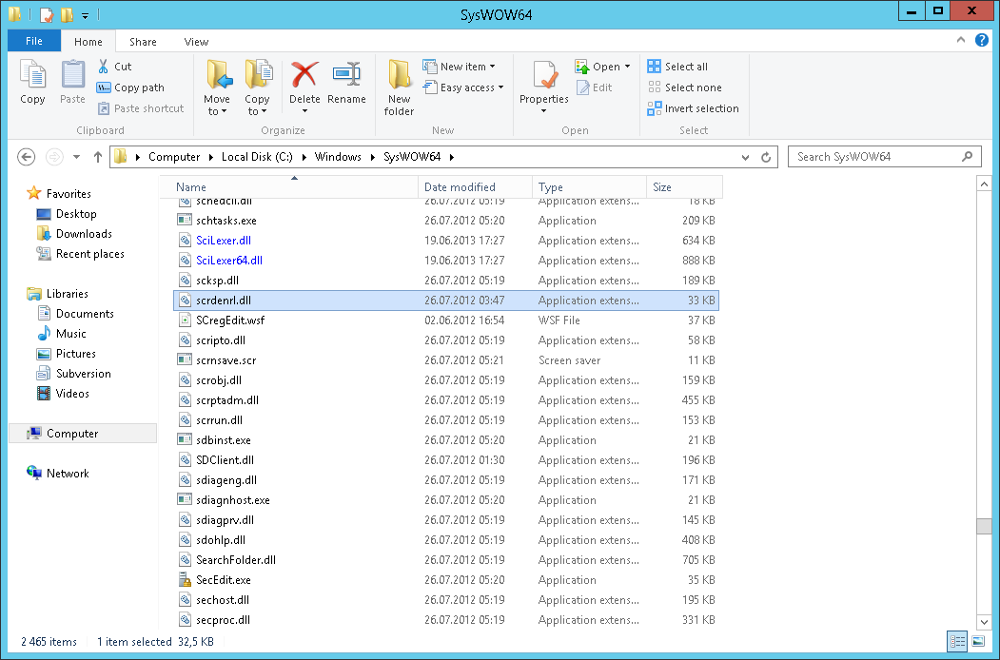 SysWOW64
File Home Share View
Copy Paste Cut Copy path Paste shortcut
Clipboard
Move to Copy to Delete Rename
Organize
New folder New item Easy access
New
Properties Open Edit
Open
Select all Select none Invert selection
Select
Computer Local Disk (C:) Windows SysWOW64
Search SysWOW64
Favorites
Desktop
Downloads
Recent places
Libraries
Documents
Music
Pictures
Subversion
Videos
Computer
Network
Name Date modified Type Size
schedcli.dll 26.07.2012 05:19 Application extens... 18 KB
schtasks.exe 26.07.2012 05:20 Application 209 KB
SciLexer.dll 19.06.2013 17:27 Application extens... 634 KB
SciLexer64.dll 19.06.2013 17:27 Application extens... 888 KB
scksp.dll 26.07.2012 05:19 Application extens... 189 KB
scrdenrl.dll 26.07.2012 03:47 Application extens... 33 KB
SCregEdit.wsf 02.06.2012 16:54 WSF File 37 KB
scripto.dll 26.07.2012 05:19 Application extens... 58 KB
scrnsave.scr 26.07.2012 05:21 Screen saver 11 KB
scrobj.dll 26.07.2012 05:19 Application extens... 159 KB
scrptadm.dll 26.07.2012 05:19 Application extens... 455 KB
scrrun.dll 26.07.2012 05:19 Application extens... 153 KB
sdbinst.exe 26.07.2012 05:20 Application 21 KB
SDClient.dll 26.07.2012 01:30 Application extens... 196 KB
sdiageng.dll 26.07.2012 05:19 Application extens... 171 KB
sdiagnhost.exe 26.07.2012 05:20 Application 21 KB
sdiagprv.dll 26.07.2012 05:19 Application extens... 145 KB
sdohlp.dll 26.07.2012 05:19 Application extens... 408 KB
SearchFolder.dll 26.07.2012 05:19 Application extens... 705 KB
SecEdit.exe 26.07.2012 05:20 Application 35 KB
sechost.dll 26.07.2012 05:19 Application extens... 195 KB
secproc.dll 26.07.2012 05:19 Application extens... 331 KB
2 465 items 1 item selected 32,5 KB